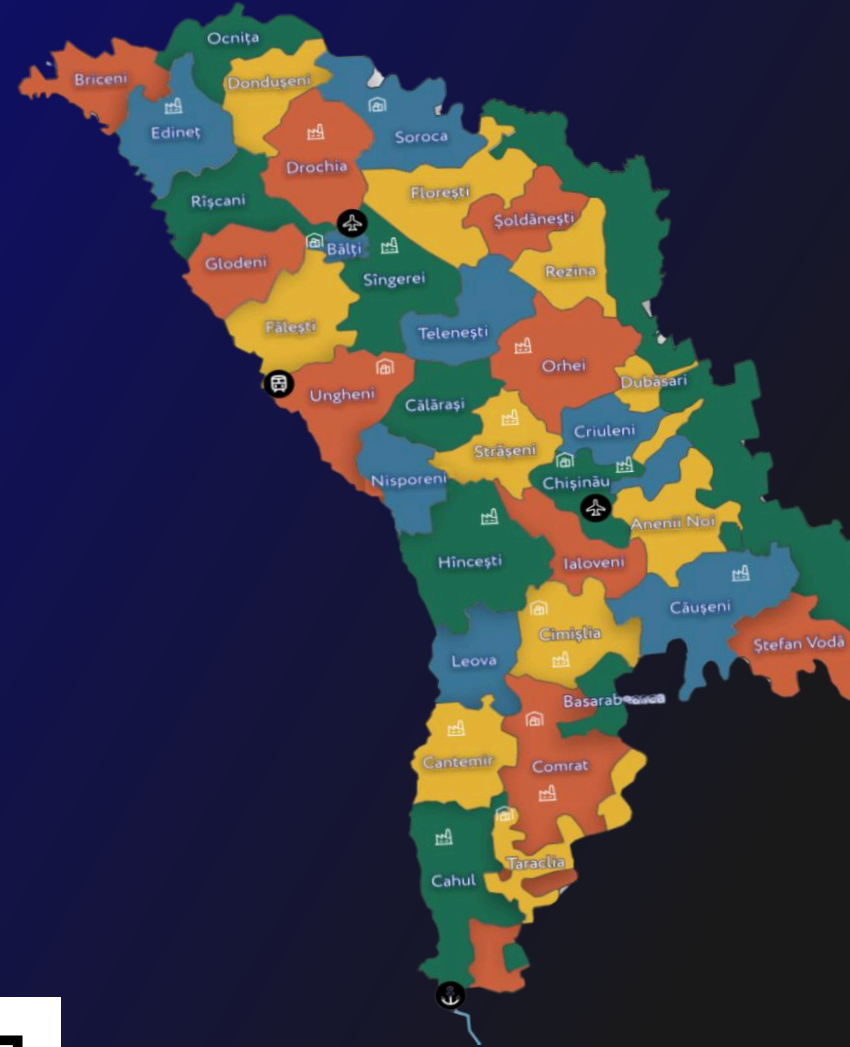 Ocnița
Briceni
Dondușeni
Edineț
Soroca
Drochia
Rîșcani
Florești
Șoldănești
Bălți
Glodeni
Sîngerei
Rezina
Fălești
Telenești
Orhei
Dubăsari
Ungheni
Călărași
Criuleni
Strășeni
Nisporeni
Chișinău
Anenii Noi
Hîncești
Ialoveni
Căușeni
Cimișlia
Ștefan Vodă
Leova
Basarabeasca
Cantemir
Comrat
Taraclia
Cahul